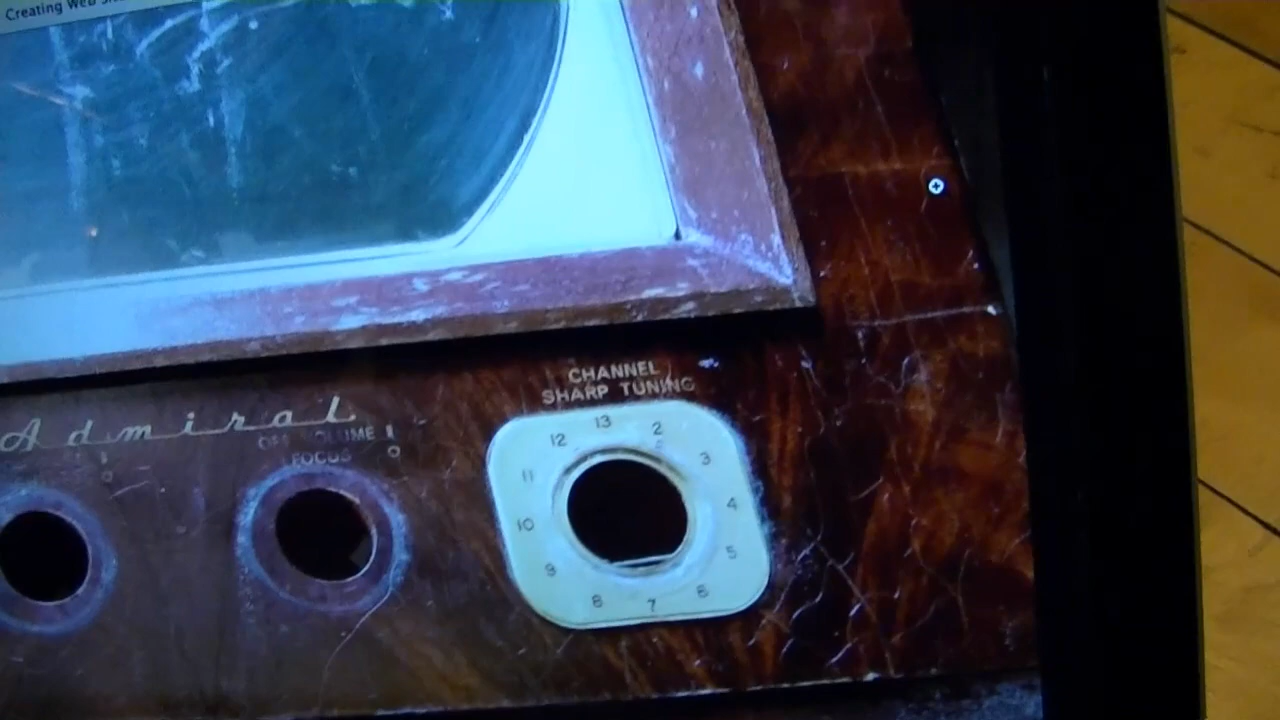 Creating Web
CHANNEL
SHARP TUNING
Admiral
OFF VOLUME
FOCUS
13
12
2
11
3
10
4
9
5
8
7
6